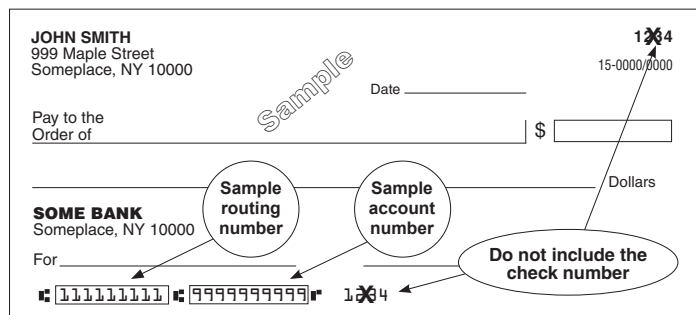 JOHN SMITH
999 Maple Street
Someplace, NY 10000
1234
15-0000/0000
Sample
Date
Pay to the
Order of
$
Dollars
Sample
routing
number
Sample
account
number
SOME BANK
Someplace, NY 10000
For
Do not include the
check number
⑆111111111⑆ 9999999999⑈ 1234